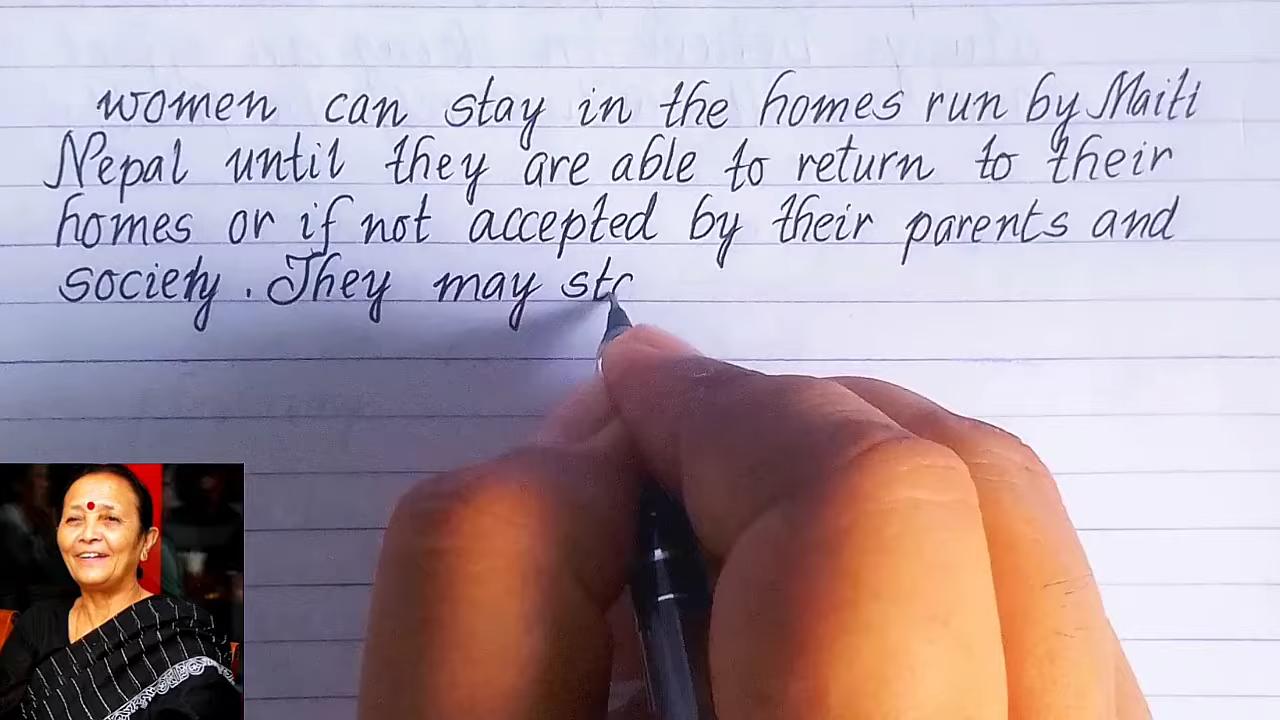 women can stay in the homes run by Maiti
Nepal until they are able to return to their
homes or if not accepted by their parents and
society. They may